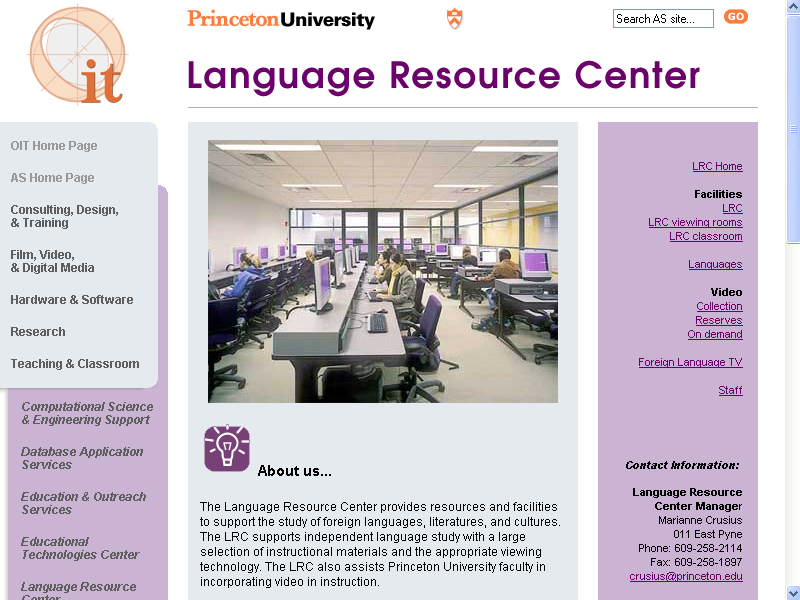 Princeton University
Search AS site...
GO
oit
Language Resource Center
OIT Home Page
AS Home Page
Consulting, Design,
& Training
Film, Video,
& Digital Media
Hardware & Software
Research
Teaching & Classroom
Computational Science
& Engineering Support
Database Application
Services
Education & Outreach
Services
Educational
Technologies Center
Language Resource
Center
About us...
The Language Resource Center provides resources and facilities
to support the study of foreign languages, literatures, and cultures.
The LRC supports independent language study with a large
selection of instructional materials and the appropriate viewing
technology. The LRC also assists Princeton University faculty in
incorporating video in instruction.
LRC Home
Facilities
LRC
LRC viewing rooms
LRC classroom
Languages
Video
Collection
Reserves
On demand
Foreign Language TV
Staff
Contact Information:
Language Resource
Center Manager
Marianne Crusius
011 East Pyne
Phone: 609-258-2114
Fax: 609-258-1897
crusius@princeton.edu